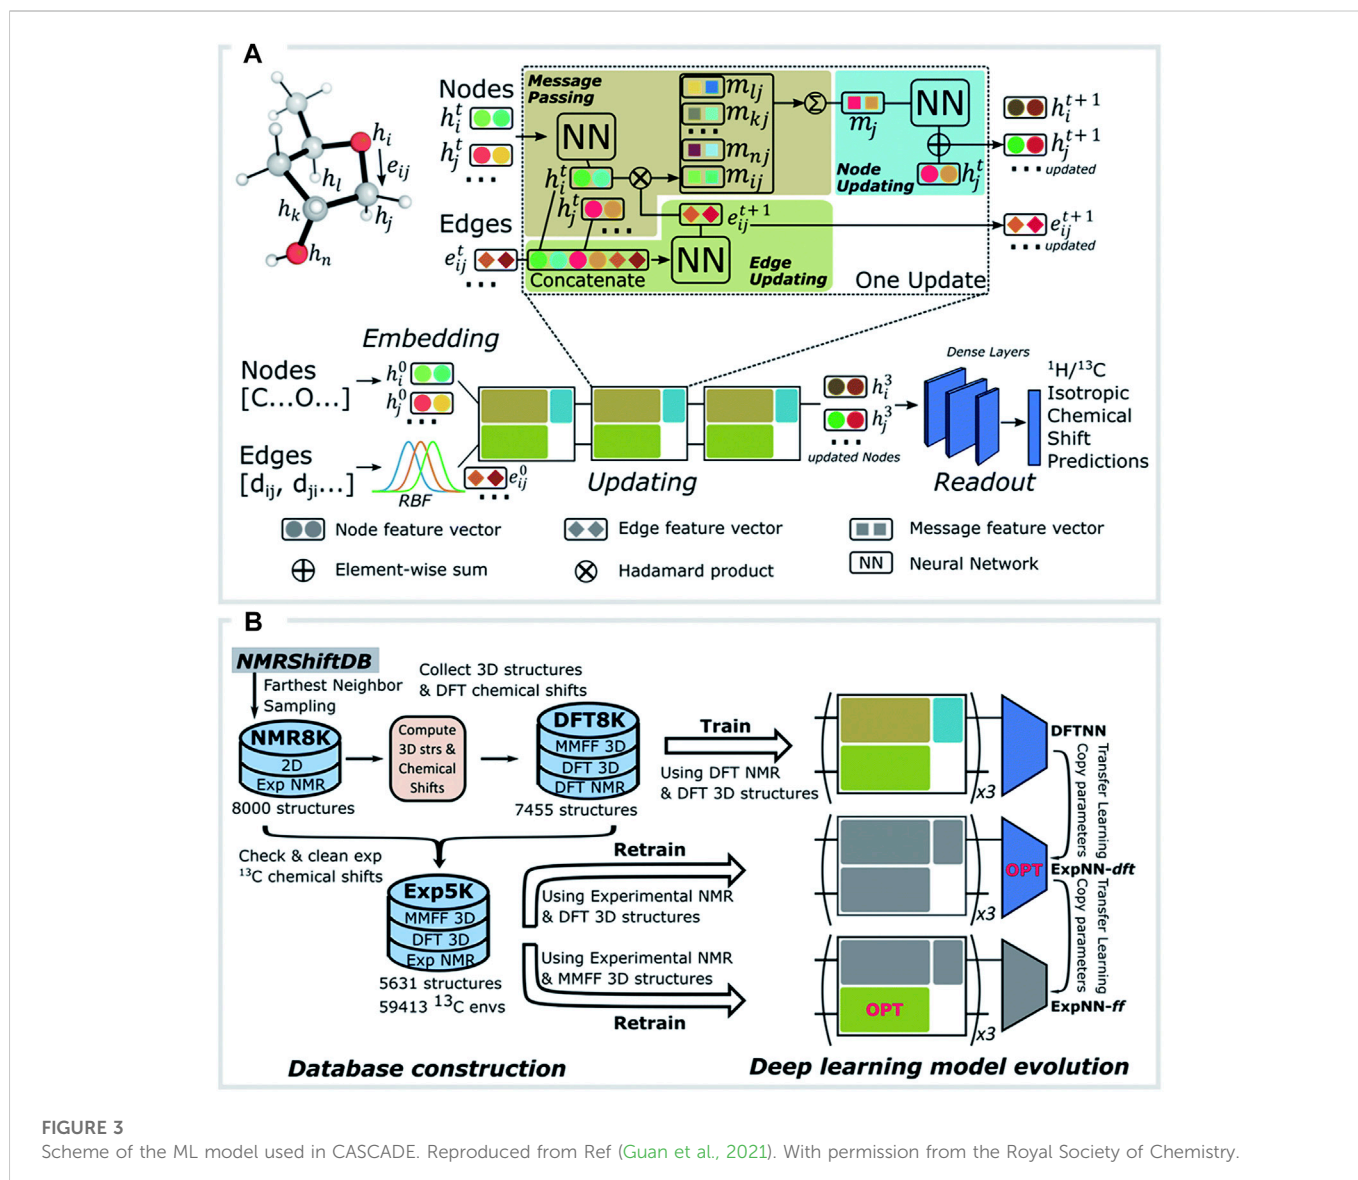 A
Nodes
h_i^t
h_j^t
Edges
e_ij^t
Message
Passing
NN
h_i^t
h_j^t
Concatenate
m_lj
m_kj
m_nj
m_ij
Σ
m_j
NN
h_j^t
Node
Updating
e_ij^{t+1}
NN
Edge
Updating
One Update
h_i^{t+1}
h_j^{t+1}
updated
e_ij^{t+1}
updated
h_i
e_ij
h_l
h_k
h_j
h_n
Embedding
Nodes
[C...O...]
h_i^0
h_j^0
Edges
[d_ij, d_ji...]
RBF
e_ij^0
Updating
h_i^3
h_j^3
updated Nodes
Dense Layers
Readout
¹H/¹³C
Isotropic
Chemical
Shift
Predictions
Node feature vector
Edge feature vector
Message feature vector
Element-wise sum
Hadamard product
NN
Neural Network
B
NMRShiftDB
Farthest Neighbor
Sampling
Collect 3D structures
& DFT chemical shifts
NMR8K
2D
Exp NMR
8000 structures
Compute
3D strs &
Chemical
Shifts
DFT8K
MMFF 3D
DFT 3D
DFT NMR
7455 structures
Train
Using DFT NMR
& DFT 3D structures
x3
DFTNN
Transfer Learning
Copy parameters
Check & clean exp
¹³C chemical shifts
Exp5K
MMFF 3D
DFT 3D
Exp NMR
5631 structures
59413 ¹³C envs
Retrain
Using Experimental NMR
& DFT 3D structures
x3
OPT
ExpNN-dft
Transfer Learning
Copy parameters
Using Experimental NMR
& MMFF 3D structures
Retrain
OPT
x3
ExpNN-ff
Database construction
Deep learning model evolution
FIGURE 3
Scheme of the ML model used in CASCADE. Reproduced from Ref (Guan et al., 2021). With permission from the Royal Society of Chemistry.